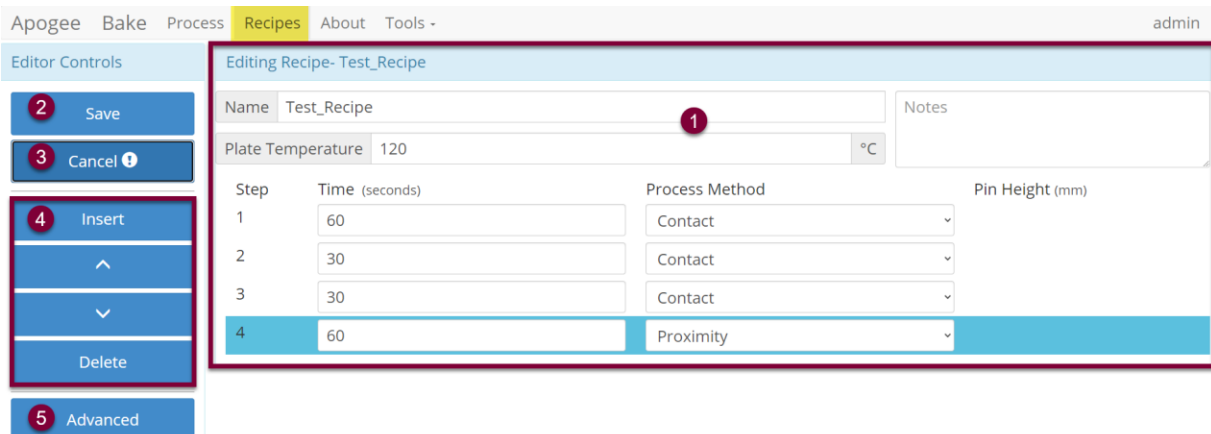 Apogee Bake Process Recipes About Tools admin
Editor Controls
Editing Recipe- Test_Recipe
2 Save
3 Cancel
4 Insert
Delete
5 Advanced
1
Name Test_Recipe Notes
Plate Temperature 120 °C
Step Time (seconds) Process Method Pin Height (mm)
1 60 Contact
2 30 Contact
3 30 Contact
4 60 Proximity